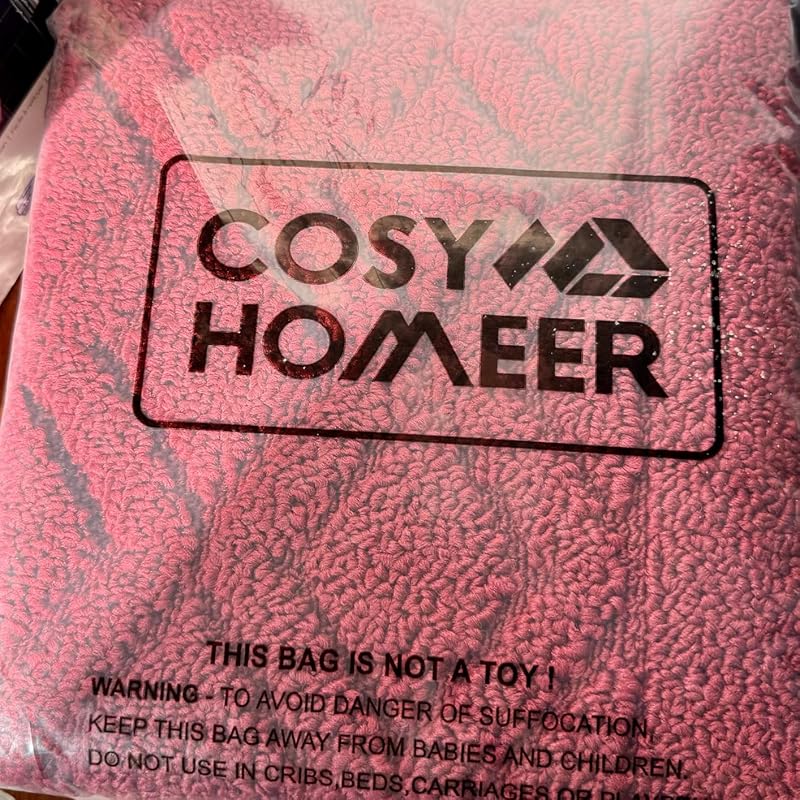 COSY
HOMEER
THIS BAG IS NOT A TOY !
WARNING - TO AVOID DANGER OF SUFFOCATION,
KEEP THIS BAG AWAY FROM BABIES AND CHILDREN.
DO NOT USE IN CRIBS,BEDS,CARRIAGES OR